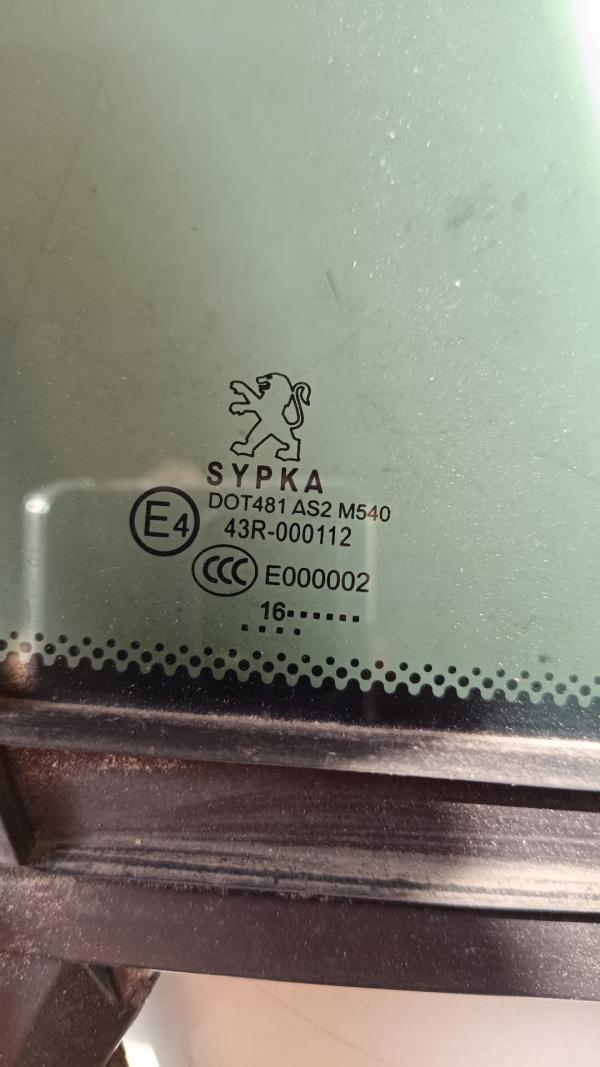 SYPKA
DOT481 AS2 M540
E4
43R-000112
CCC E000002
16.......
....